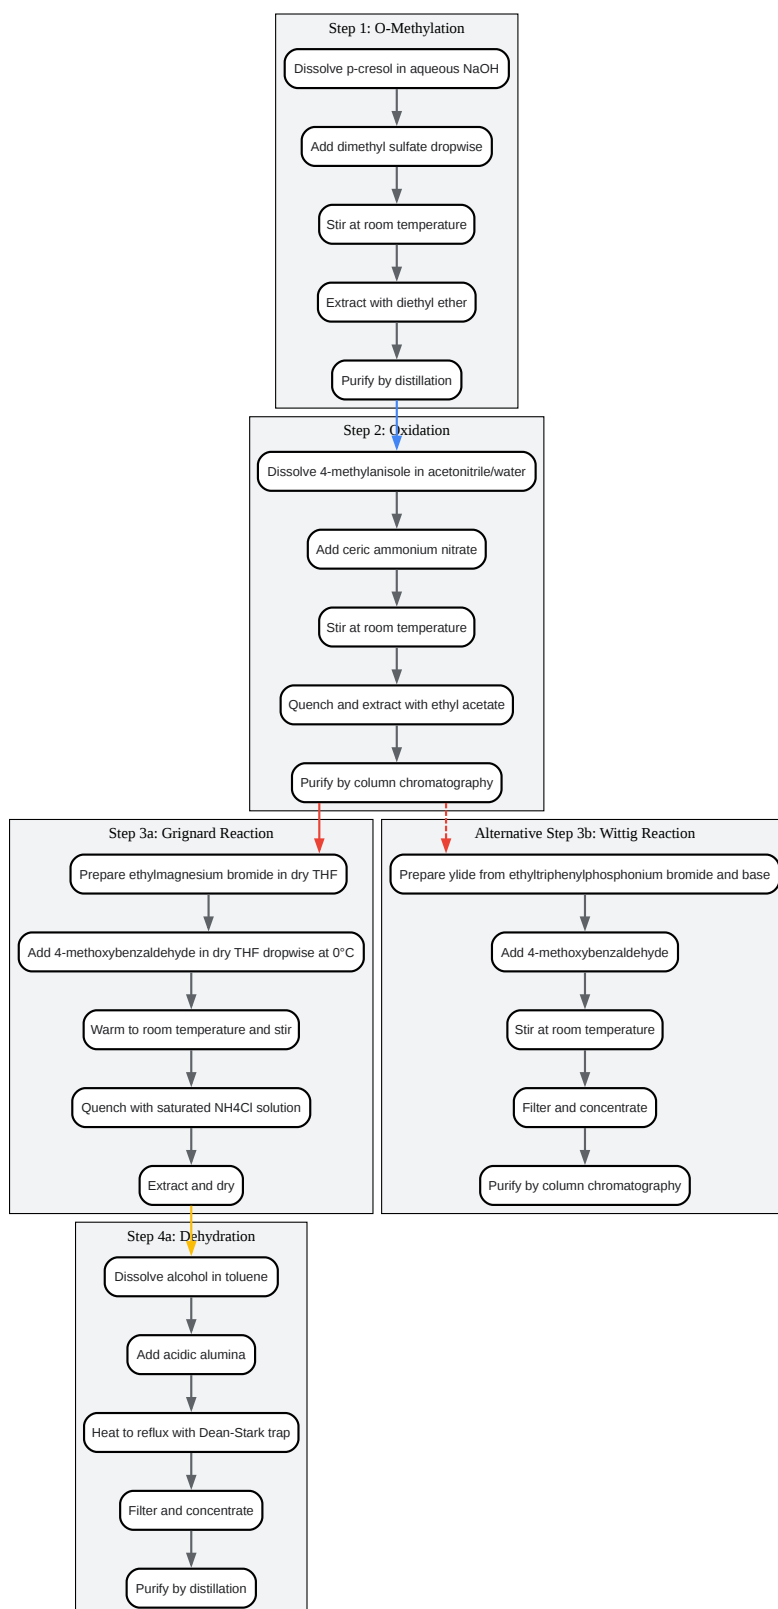 Step 1: O-Methylation
Dissolve p-cresol in aqueous NaOH
Add dimethyl sulfate dropwise
Stir at room temperature
Extract with diethyl ether
Purify by distillation
Step 2: Oxidation
Dissolve 4-methylanisole in acetonitrile/water
Add ceric ammonium nitrate
Stir at room temperature
Quench and extract with ethyl acetate
Purify by column chromatography
Step 3a: Grignard Reaction
Prepare ethylmagnesium bromide in dry THF
Add 4-methoxybenzaldehyde in dry THF dropwise at 0°C
Warm to room temperature and stir
Quench with saturated NH4Cl solution
Extract and dry
Alternative Step 3b: Wittig Reaction
Prepare ylide from ethyltriphenylphosphonium bromide and base
Add 4-methoxybenzaldehyde
Stir at room temperature
Filter and concentrate
Purify by column chromatography
Step 4a: Dehydration
Dissolve alcohol in toluene
Add acidic alumina
Heat to reflux with Dean-Stark trap
Filter and concentrate
Purify by distillation